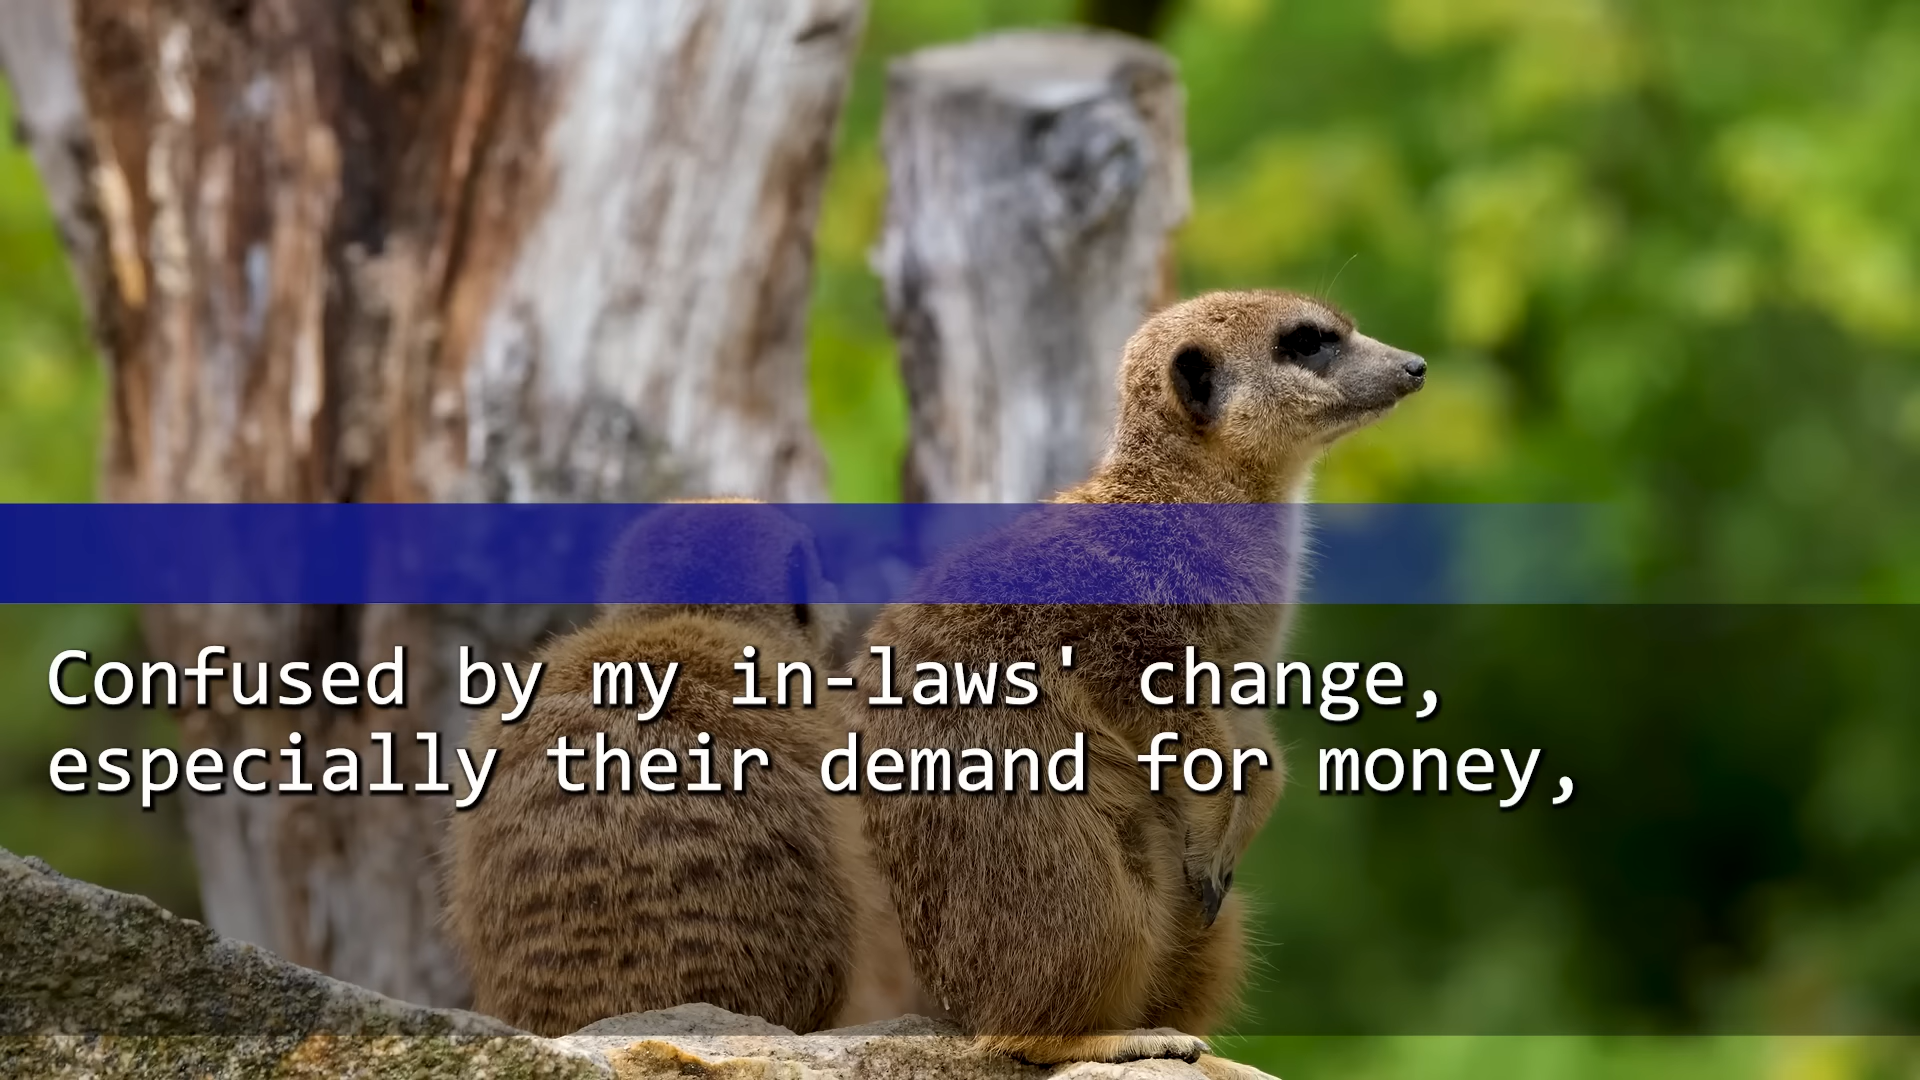 Confused by my in-laws' change,
especially their demand for money,